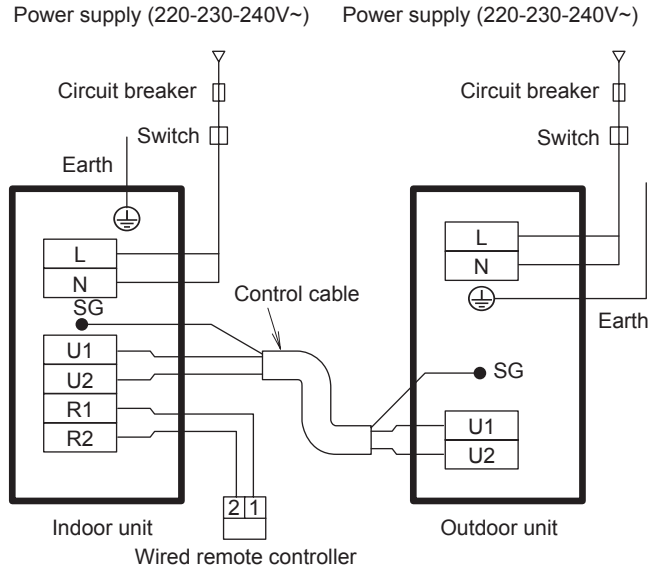 Power supply (220-230-240V~)
Power supply (220-230-240V~)
Circuit breaker
Circuit breaker
Switch
Switch
Earth
L
N
SG
U1
U2
R1
R2
Control cable
L
N
Earth
SG
U1
U2
2 1
Indoor unit
Outdoor unit
Wired remote controller